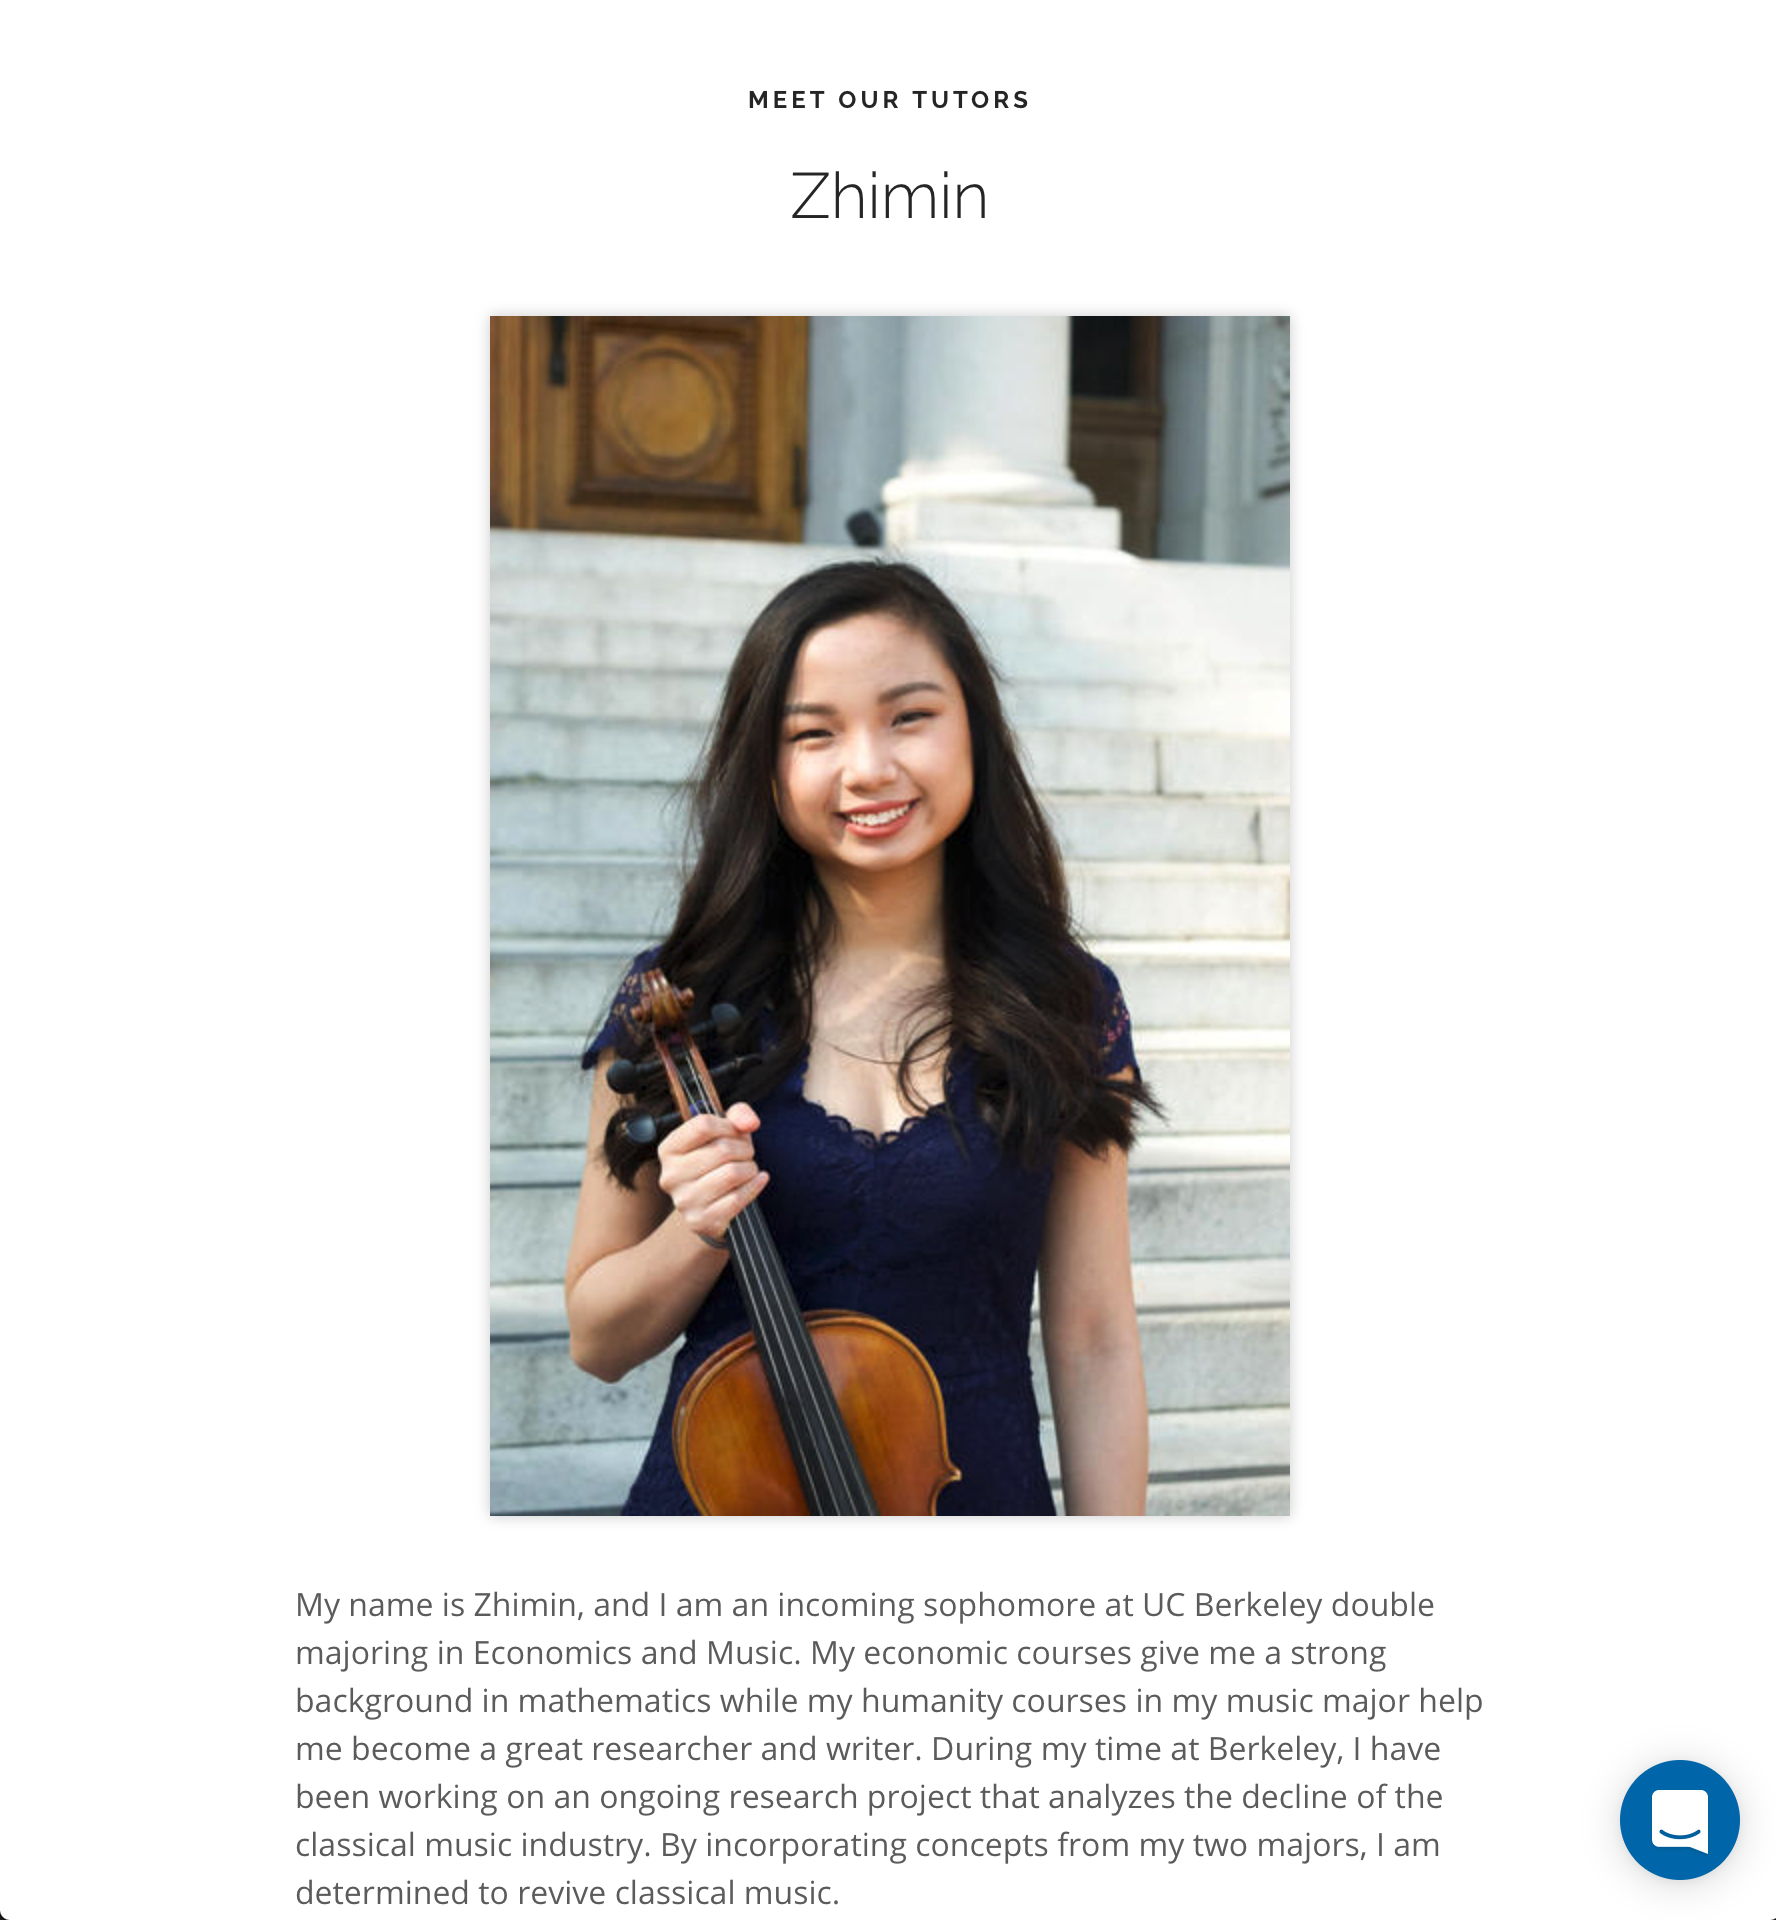 MEET OUR TUTORS
Zhimin
My name is Zhimin, and I am an incoming sophomore at UC Berkeley double
majoring in Economics and Music. My economic courses give me a strong
background in mathematics while my humanity courses in my music major help
me become a great researcher and writer. During my time at Berkeley, I have
been working on an ongoing research project that analyzes the decline of the
classical music industry. By incorporating concepts from my two majors, I am
determined to revive classical music.